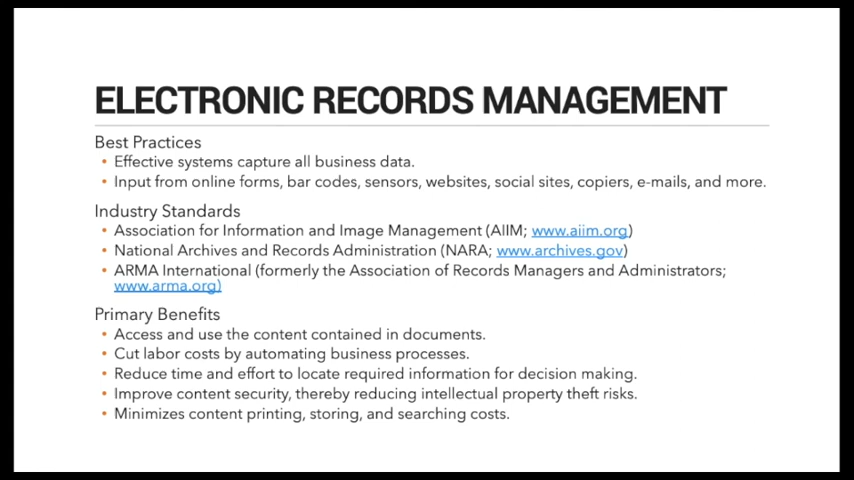 ELECTRONIC RECORDS MANAGEMENT
Best Practices
• Effective systems capture all business data.
• Input from online forms, bar codes, sensors, websites, social sites, copiers, e-mails, and more.
Industry Standards
• Association for Information and Image Management (AIIM; www.aiim.org)
• National Archives and Records Administration (NARA; www.archives.gov)
• ARMA International (formerly the Association of Records Managers and Administrators;
www.arma.org)
Primary Benefits
• Access and use the content contained in documents.
• Cut labor costs by automating business processes.
• Reduce time and effort to locate required information for decision making.
• Improve content security, thereby reducing intellectual property theft risks.
• Minimizes content printing, storing, and searching costs.